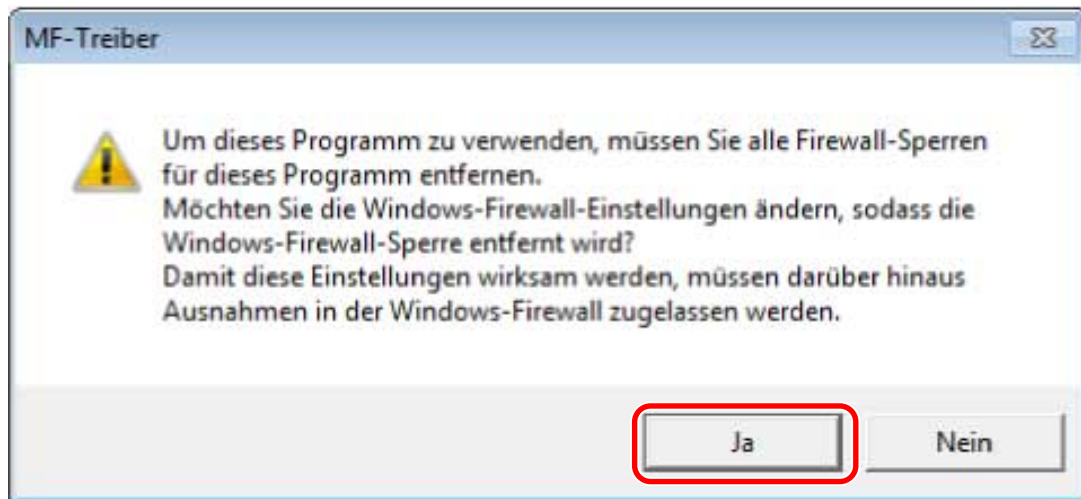 MF-Treiber
Um dieses Programm zu verwenden, müssen Sie alle Firewall-Sperren
für dieses Programm entfernen.
Möchten Sie die Windows-Firewall-Einstellungen ändern, sodass die
Windows-Firewall-Sperre entfernt wird?
Damit diese Einstellungen wirksam werden, müssen darüber hinaus
Ausnahmen in der Windows-Firewall zugelassen werden.
Ja Nein